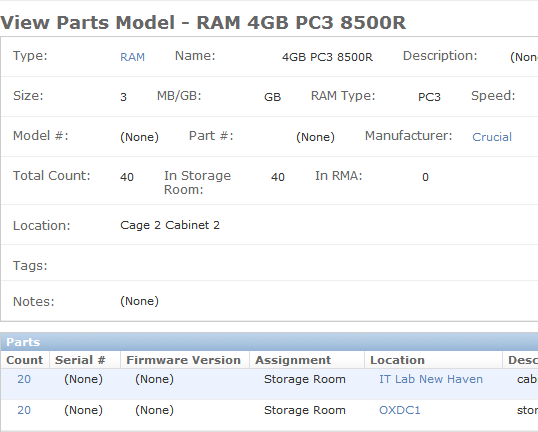 View Parts Model - RAM 4GB PC3 8500R
Type: RAM Name: 4GB PC3 8500R Description: (Non
Size: 3 MB/GB: GB RAM Type: PC3 Speed:
Model #: (None) Part #: (None) Manufacturer: Crucial
Total Count: 40 In Storage Room: 40 In RMA: 0
Location: Cage 2 Cabinet 2
Tags:
Notes: (None)
Parts
Count Serial # Firmware Version Assignment Location Desc
20 (None) (None) Storage Room IT Lab New Haven cab
20 (None) (None) Storage Room OXDC1 stor